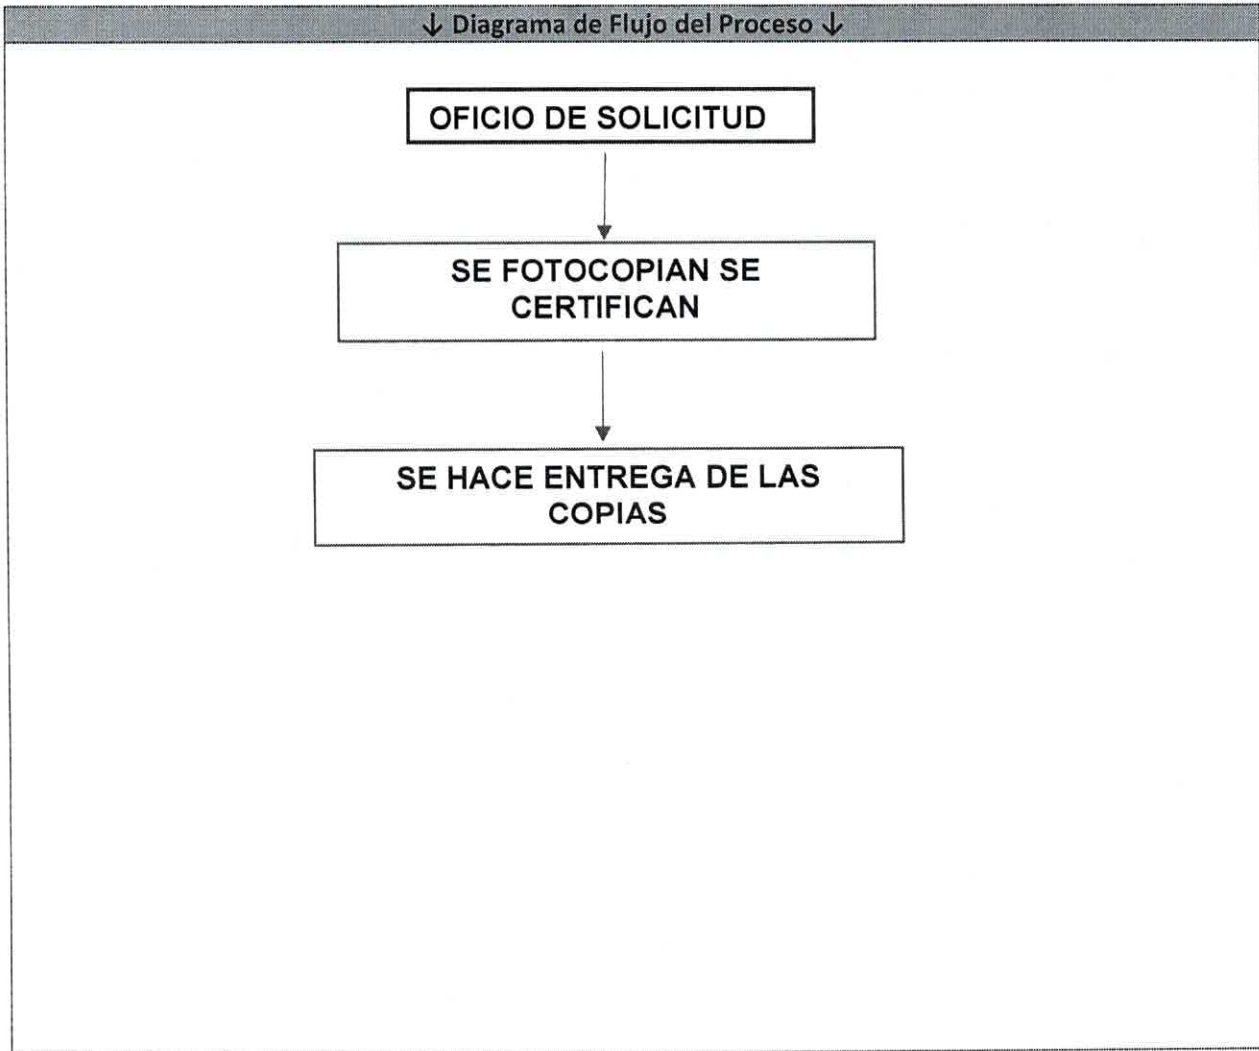 ↓ Diagrama de Flujo del Proceso ↓
OFICIO DE SOLICITUD
SE FOTOCOPIAN SE
CERTIFICAN
SE HACE ENTREGA DE LAS
COPIAS